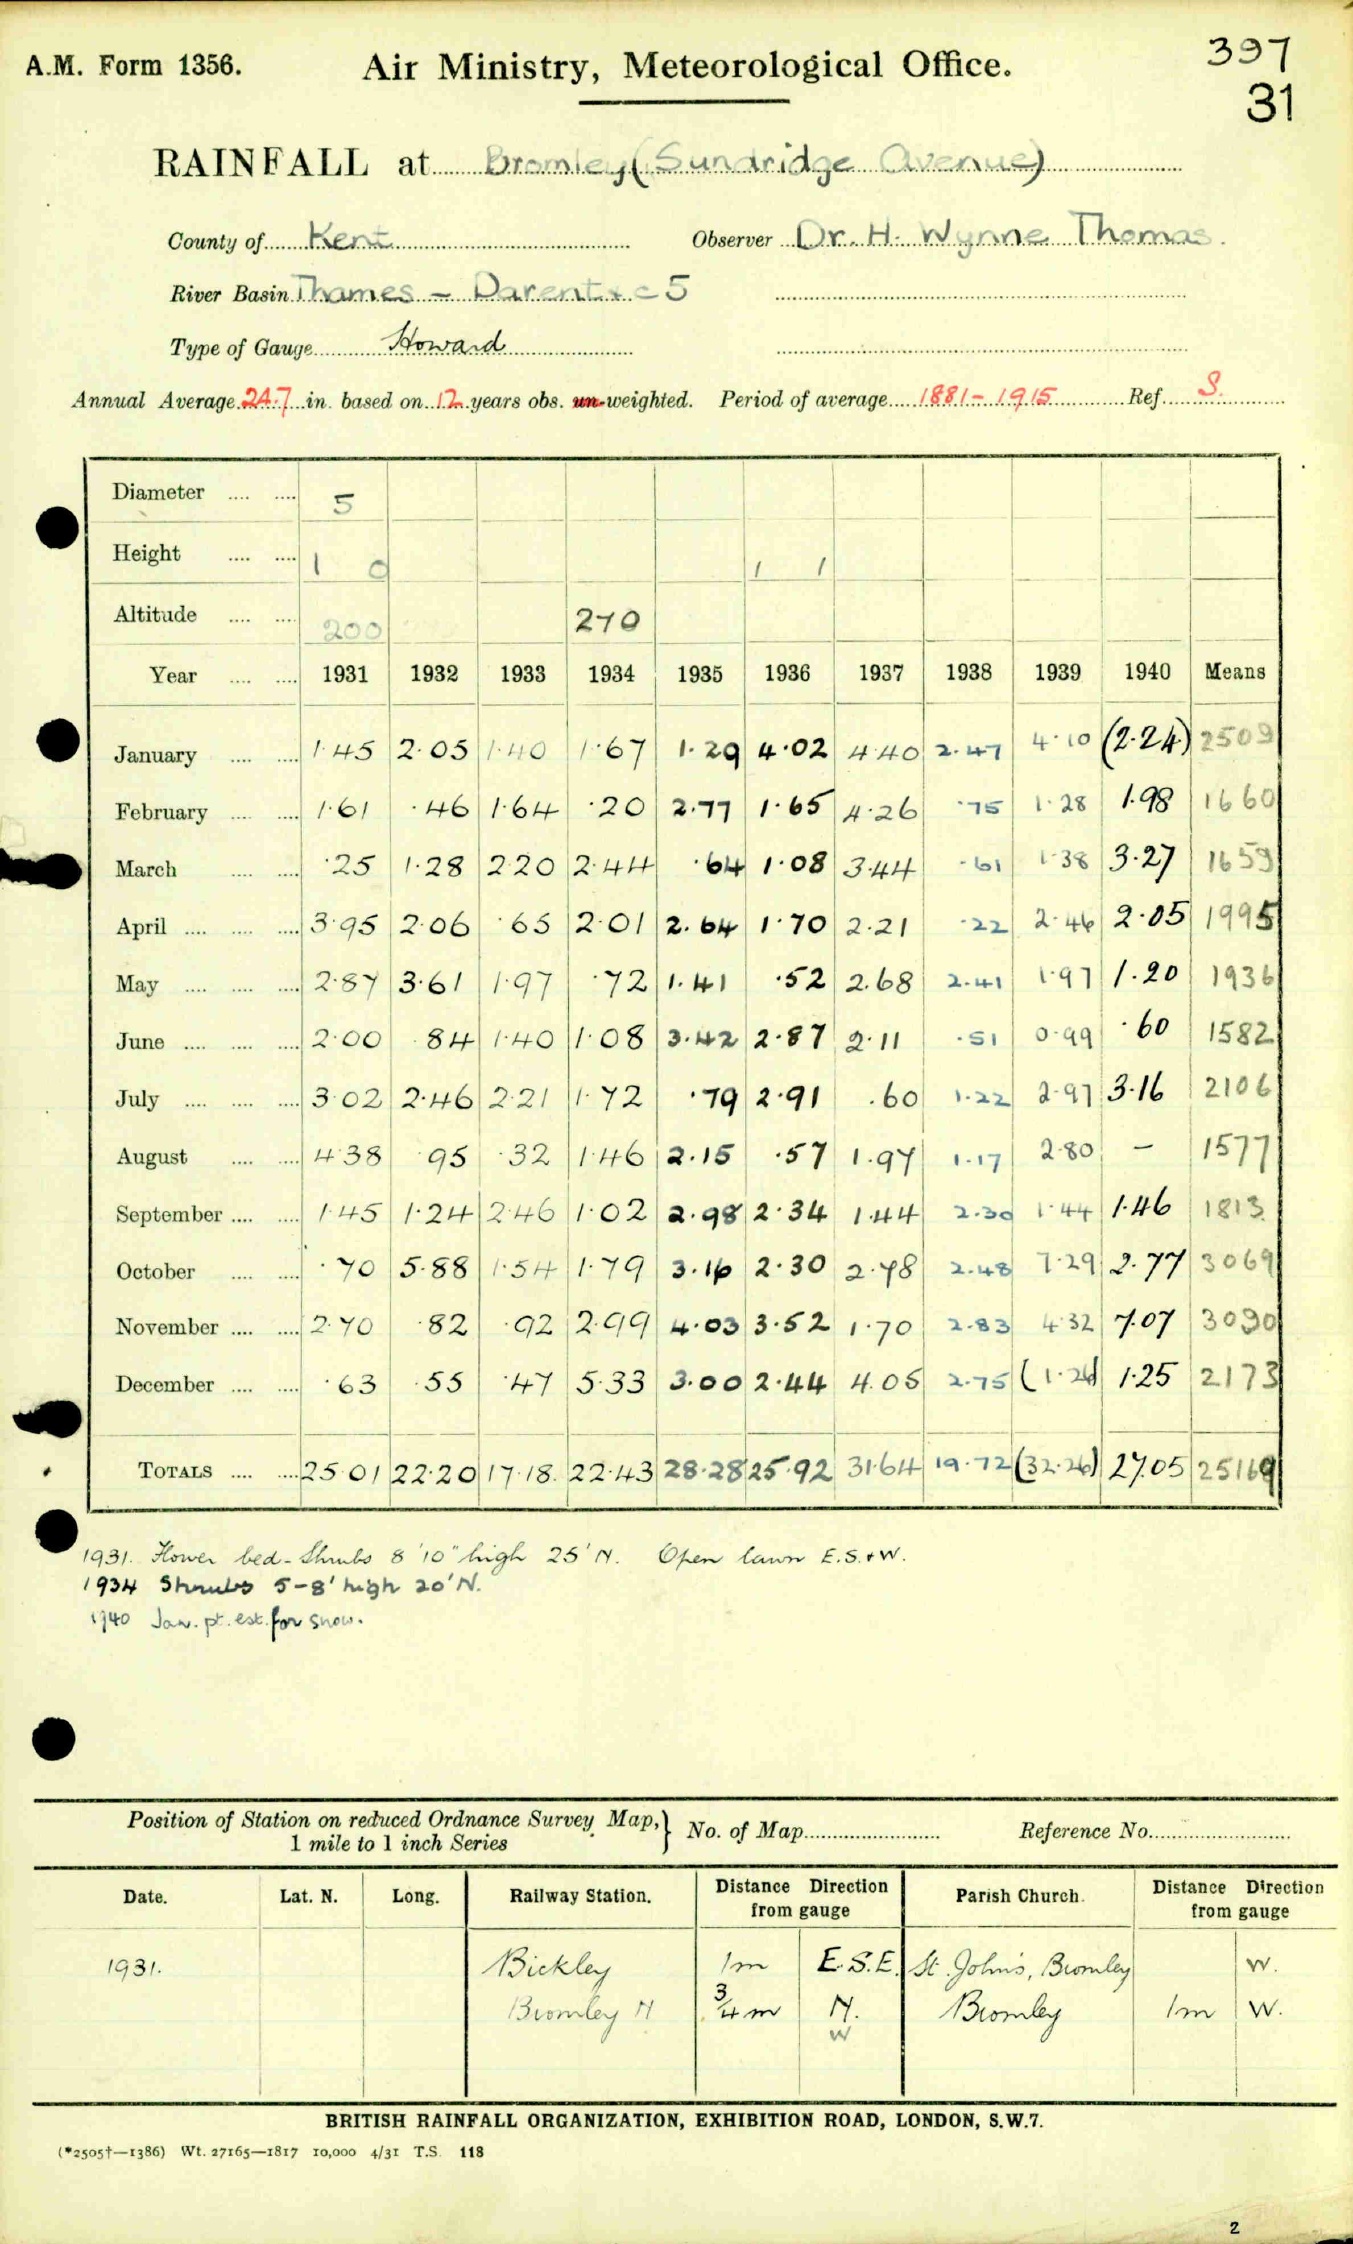 A.M. Form 1356. Air Ministry, Meteorological Office. 397
31
RAINFALL at Bromley (Sundridge Avenue)
County of Kent Observer Dr. H. Wynne Thomas.
River Basin Thames – Darent + c 5
Type of Gauge Howard
Annual Average 24.7 in. based on 12 years obs. un-weighted. Period of average 1881-1915 Ref. S.
Diameter 5
Height 1 0 1 1
Altitude 200 270
Year 1931 1932 1933 1934 1935 1936 1937 1938 1939 1940 Means
January 1.45 2.05 1.40 1.67 1.29 4.02 4.40 2.47 4.10 (2.24) 2509
February 1.61 .46 1.64 .20 2.77 1.65 4.26 .75 1.28 1.98 1660
March .25 1.28 2.20 2.44 .64 1.08 3.44 .61 1.38 3.27 1659
April 3.95 2.06 .65 2.01 2.64 1.70 2.21 .22 2.46 2.05 1995
May 2.87 3.61 1.97 .72 1.41 .52 2.68 2.41 1.97 1.20 1936
June 2.00 .84 1.40 1.08 3.42 2.87 2.11 .51 0.99 .60 1582
July 3.02 2.46 2.21 1.72 .79 2.91 .60 1.22 2.97 3.16 2106
August 4.38 .95 .32 1.46 2.15 .57 1.97 1.17 2.80 – 1577
September 1.45 1.24 2.46 1.02 2.98 2.34 1.44 2.30 1.44 1.46 1813
October .70 5.88 1.54 1.79 3.16 2.30 2.78 2.48 7.29 2.77 3069
November 2.70 .82 .92 2.99 4.03 3.52 1.70 2.83 4.32 7.07 3090
December .63 .55 .47 5.33 3.00 2.44 4.05 2.75 (1.26) 1.25 2173
TOTALS 25.01 22.20 17.18 22.43 28.28 25.92 31.64 19.72 (32.26) 27.05 25169
1931. Flower bed - Shrubs 8'10" high 25' N. Open lawn E.S.+W.
1934 Shrubs 5-8' high 20' N.
1940 Jan. pt. est. for snow.
Position of Station on reduced Ordnance Survey Map, 1 mile to 1 inch Series No. of Map Reference No.
Date. Lat. N. Long. Railway Station. Distance Direction from gauge Parish Church. Distance Direction from gauge
1931. Bickley 1m E.S.E. St. John's, Bromley W.
Bromley N 3/4 m N. Bromley 1m W.
W
BRITISH RAINFALL ORGANIZATION, EXHIBITION ROAD, LONDON, S.W.7.
(*2505†—1386) Wt. 27165—1817 10,000 4/31 T.S. 118
2